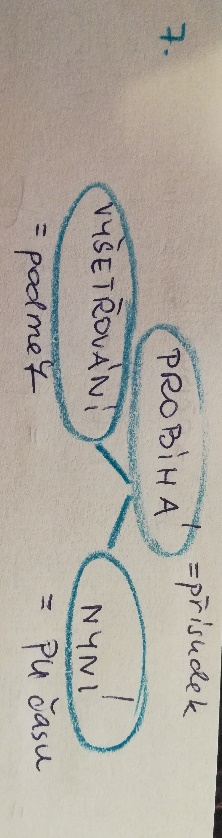 7.
PROBÍHÁ = přísudek
VYŠETŘOVÁNÍ NYNÍ
= podmět = PU času